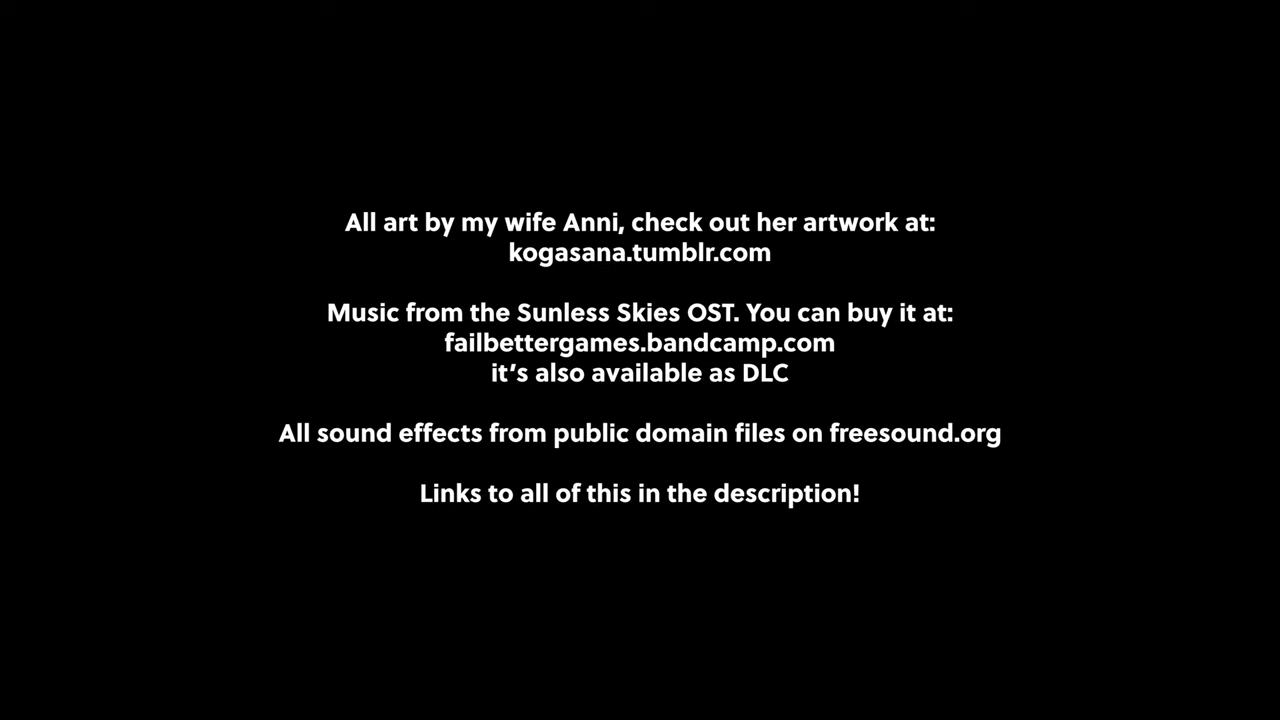 All art by my wife Anni, check out her artwork at:
kogasana.tumblr.com
Music from the Sunless Skies OST. You can buy it at:
failbettergames.bandcamp.com
it’s also available as DLC
All sound effects from public domain files on freesound.org
Links to all of this in the description!